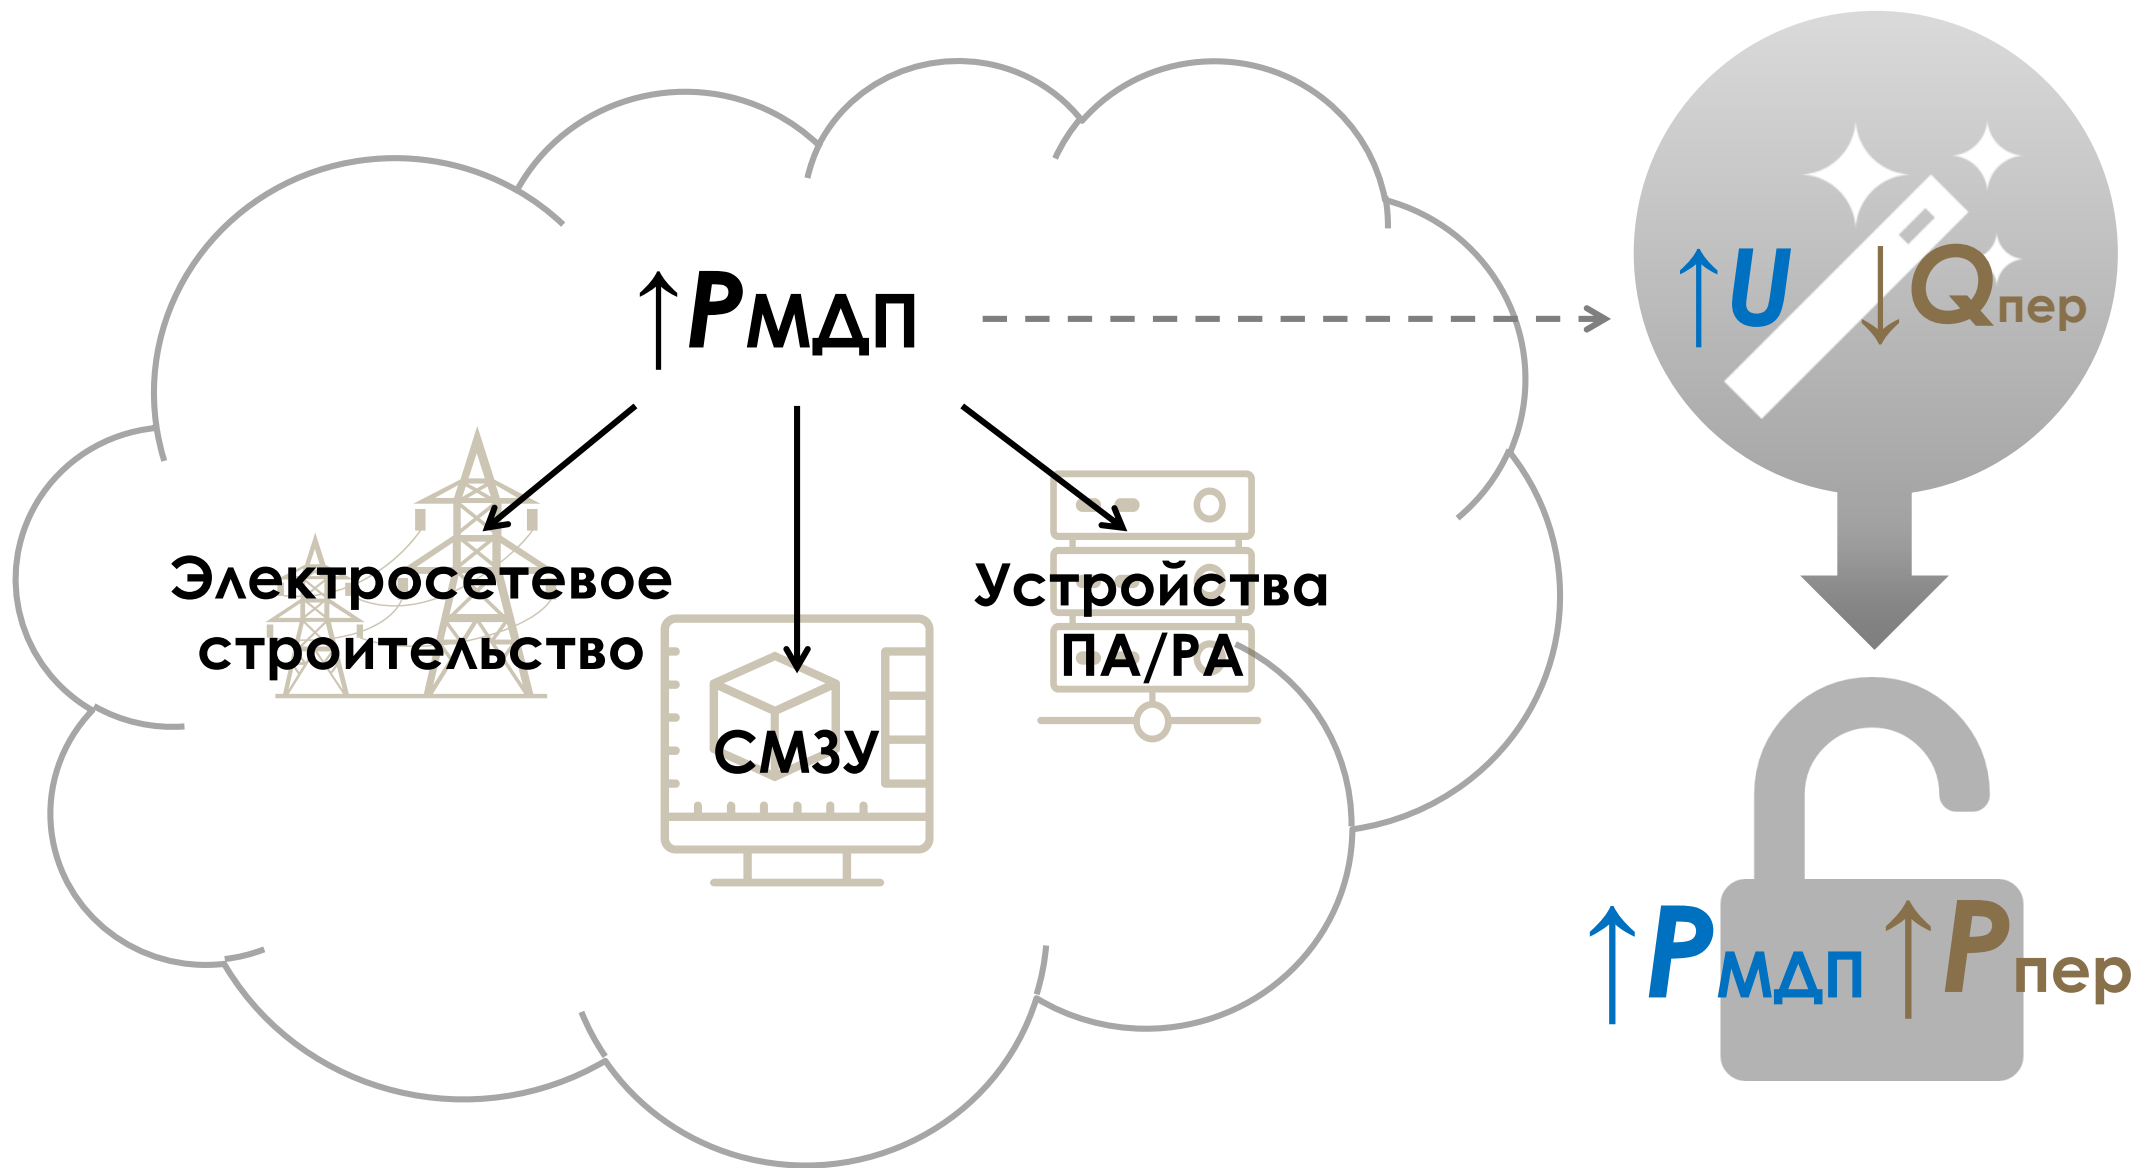 ↑PМДП
↑U ↓Qпер
Электросетевое
строительство
СМЗУ
Устройства
ПА/РА
↑PМДП ↑Pпер